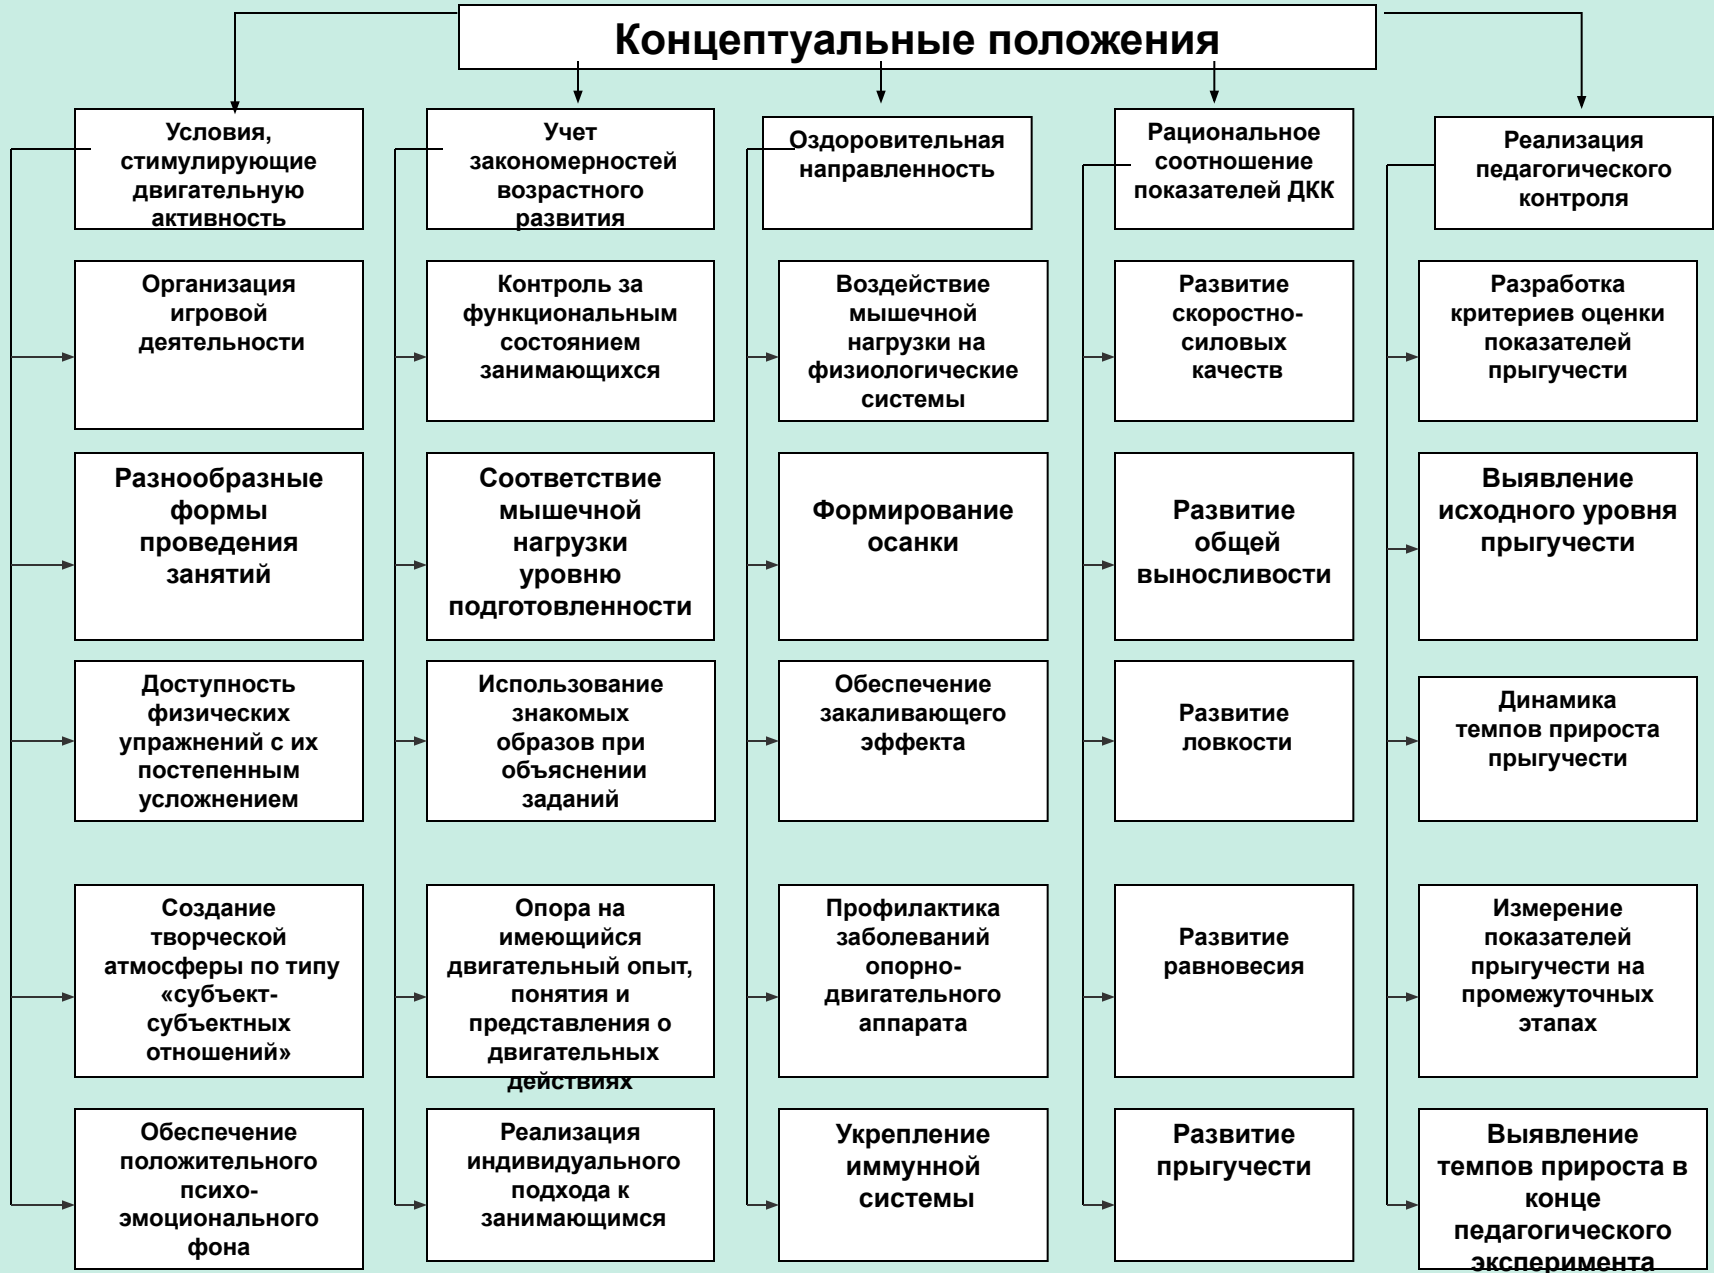 Концептуальные положения
Условия,
стимулирующие
двигательную
активность
Учет
закономерностей
возрастного
развития
Оздоровительная
направленность
Рациональное
соотношение
показателей ДКК
Реализация
педагогического
контроля
Организация
игровой
деятельности
Контроль за
функциональным
состоянием
занимающихся
Воздействие
мышечной
нагрузки на
физиологические
системы
Развитие
скоростно-
силовых
качеств
Разработка
критериев оценки
показателей
прыгучести
Разнообразные
формы
проведения
занятий
Соответствие
мышечной
нагрузки
уровню
подготовленности
Формирование
осанки
Развитие
общей
выносливости
Выявление
исходного уровня
прыгучести
Доступность
физических
упражнений с их
постепенным
усложнением
Использование
знакомых
образов при
объяснении
заданий
Обеспечение
закаливающего
эффекта
Развитие
ловкости
Динамика
темпов прироста
прыгучести
Создание
творческой
атмосферы по типу
«субъект-
субъектных
отношений»
Опора на
имеющийся
двигательный опыт,
понятия и
представления о
двигательных
действиях
Профилактика
заболеваний
опорно-
двигательного
аппарата
Развитие
равновесия
Измерение
показателей
прыгучести на
промежуточных
этапах
Обеспечение
положительного
психо-
эмоционального
фона
Реализация
индивидуального
подхода к
занимающимся
Укрепление
иммунной
системы
Развитие
прыгучести
Выявление
темпов прироста в
конце
педагогического
эксперимента